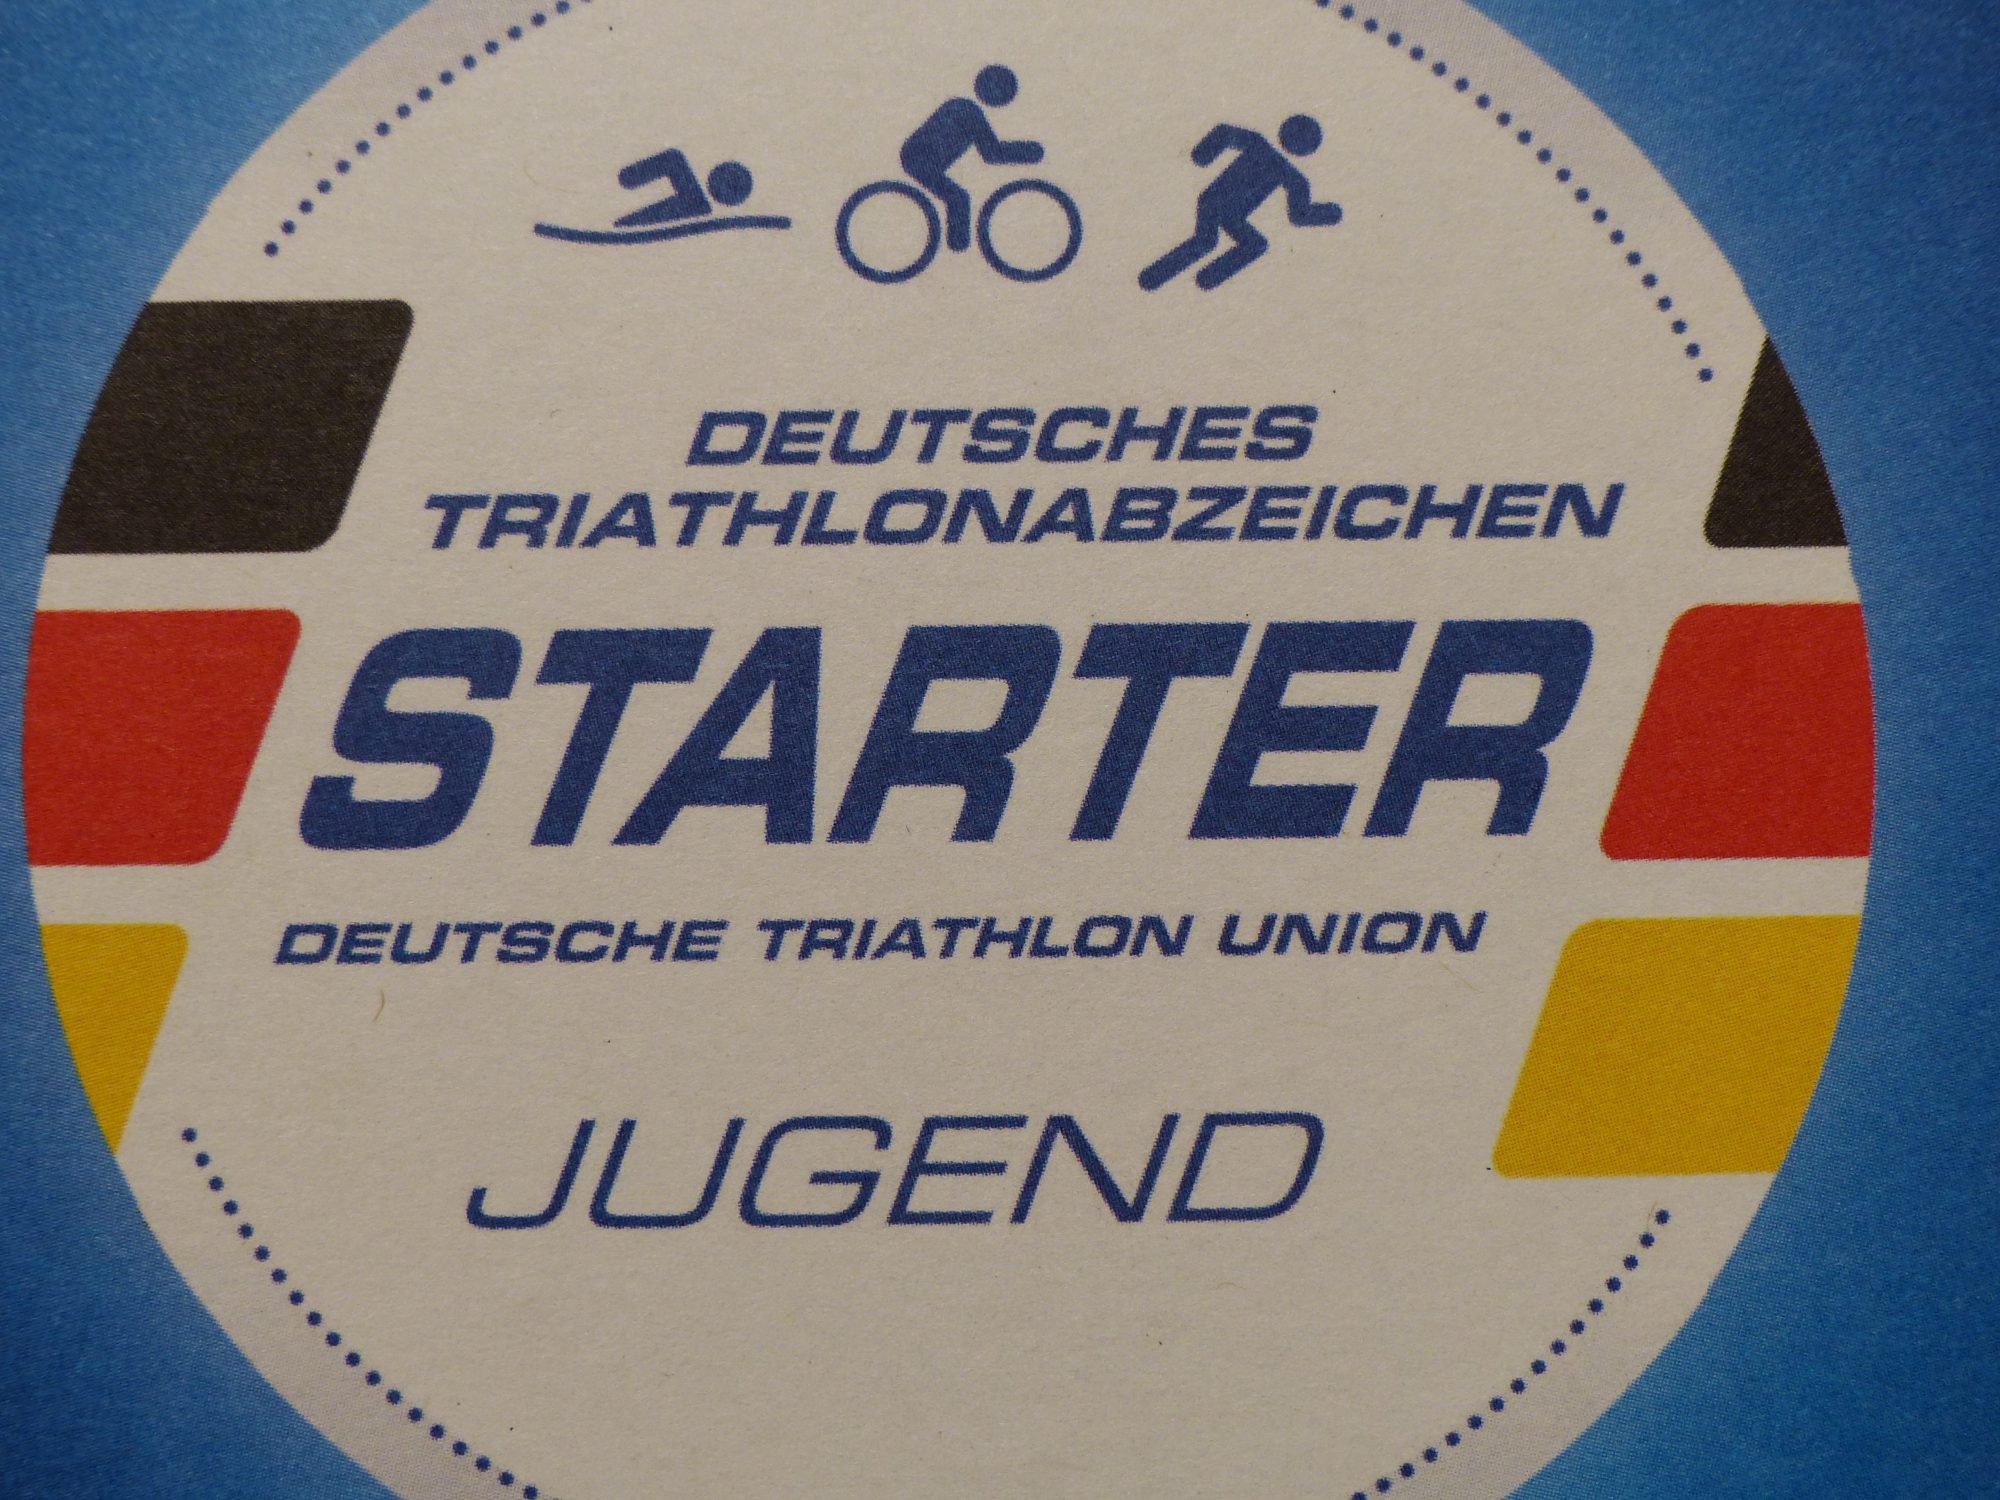 DEUTSCHES
TRIATHLONABZEICHEN
STARTER
DEUTSCHE TRIATHLON UNION
JUGEND